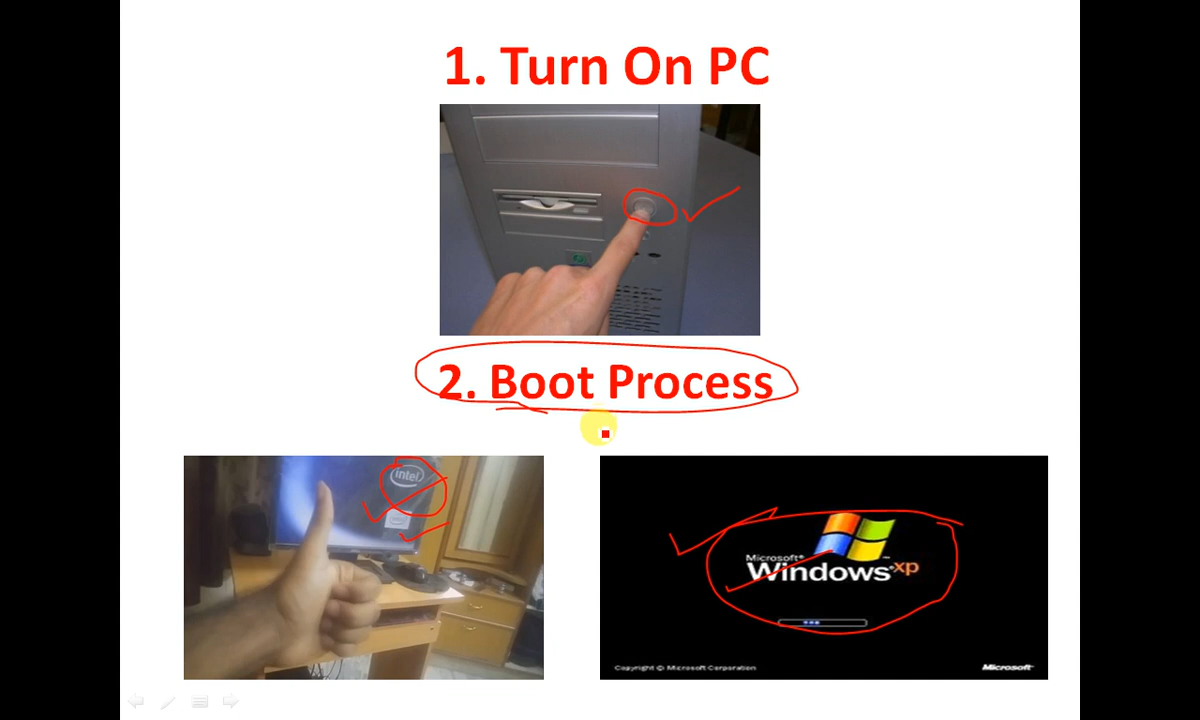 1. Turn On PC
2. Boot Process
intel
Microsoft®
Windows® xp
Copyright © Microsoft Corporation
Microsoft®